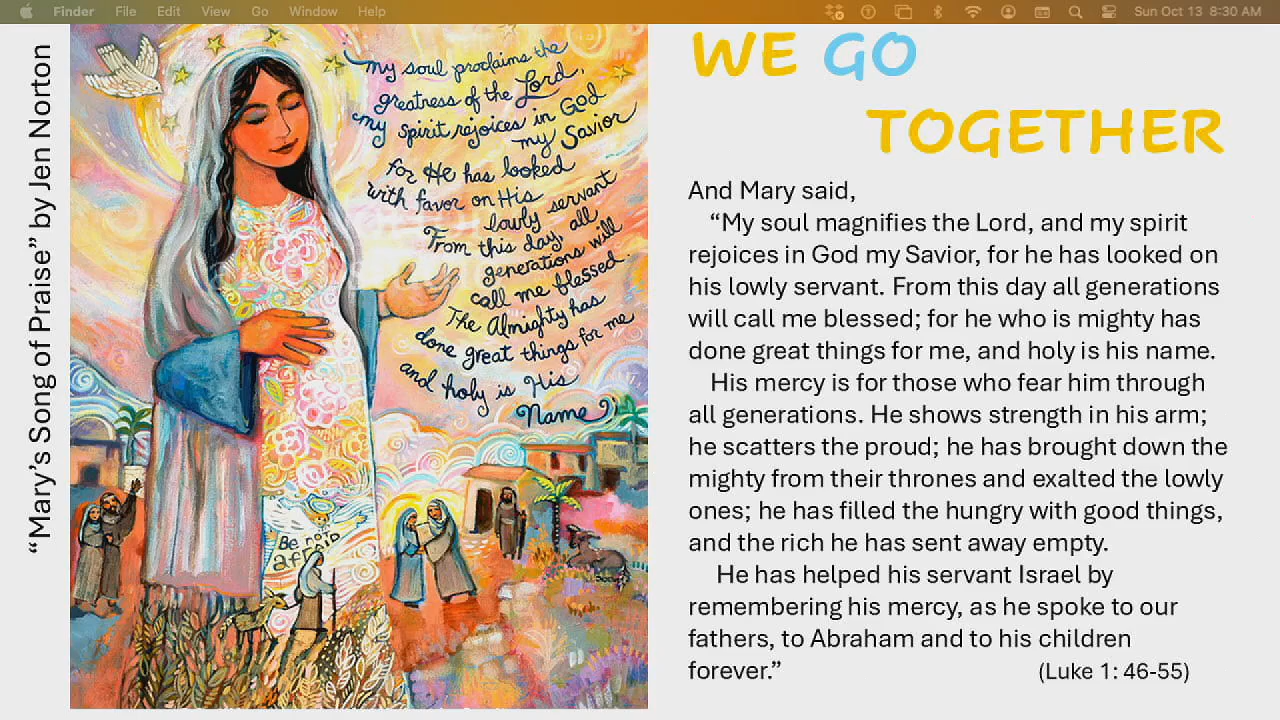 Finder File Edit View Go Window Help Sun Oct 13 8:30 AM
"Mary's Song of Praise" by Jen Norton
my soul proclaims the
greatness of the Lord,
my spirit rejoices in God
my Savior
for He has looked
with favor on His
lowly servant
From this day, all
generations will
call me blessed.
The Almighty has
done great things for me
and holy is His
Name
Be not
af
WE GO
TOGETHER
And Mary said,
“My soul magnifies the Lord, and my spirit
rejoices in God my Savior, for he has looked on
his lowly servant. From this day all generations
will call me blessed; for he who is mighty has
done great things for me, and holy is his name.
His mercy is for those who fear him through
all generations. He shows strength in his arm;
he scatters the proud; he has brought down the
mighty from their thrones and exalted the lowly
ones; he has filled the hungry with good things,
and the rich he has sent away empty.
He has helped his servant Israel by
remembering his mercy, as he spoke to our
fathers, to Abraham and to his children
forever.” (Luke 1: 46-55)